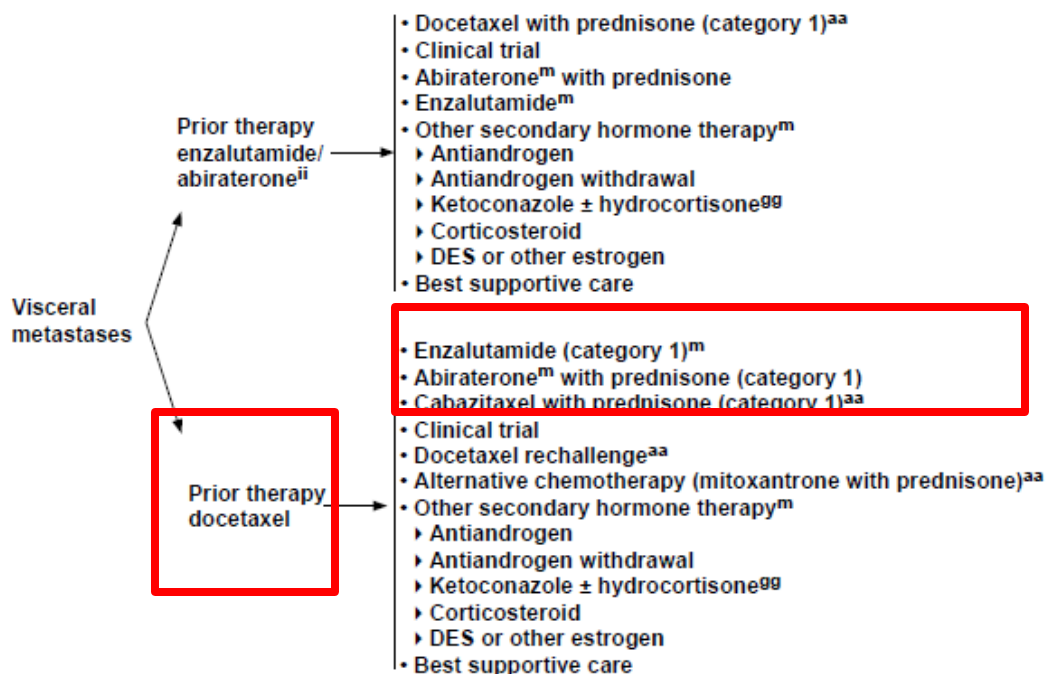 • Docetaxel with prednisone (category 1)aa
• Clinical trial
• Abirateronem with prednisone
• Enzalutamidem
• Other secondary hormone therapym
▸ Antiandrogen
▸ Antiandrogen withdrawal
▸ Ketoconazole ± hydrocortisonegg
▸ Corticosteroid
▸ DES or other estrogen
• Best supportive care
Prior therapy
enzalutamide/
abirateroneii
Visceral
metastases
• Enzalutamide (category 1)m
• Abirateronem with prednisone (category 1)
• Cabazitaxel with prednisone (category 1)aa
• Clinical trial
• Docetaxel rechallengeaa
• Alternative chemotherapy (mitoxantrone with prednisone)aa
• Other secondary hormone therapym
▸ Antiandrogen
▸ Antiandrogen withdrawal
▸ Ketoconazole ± hydrocortisonegg
▸ Corticosteroid
▸ DES or other estrogen
• Best supportive care
Prior therapy
docetaxel